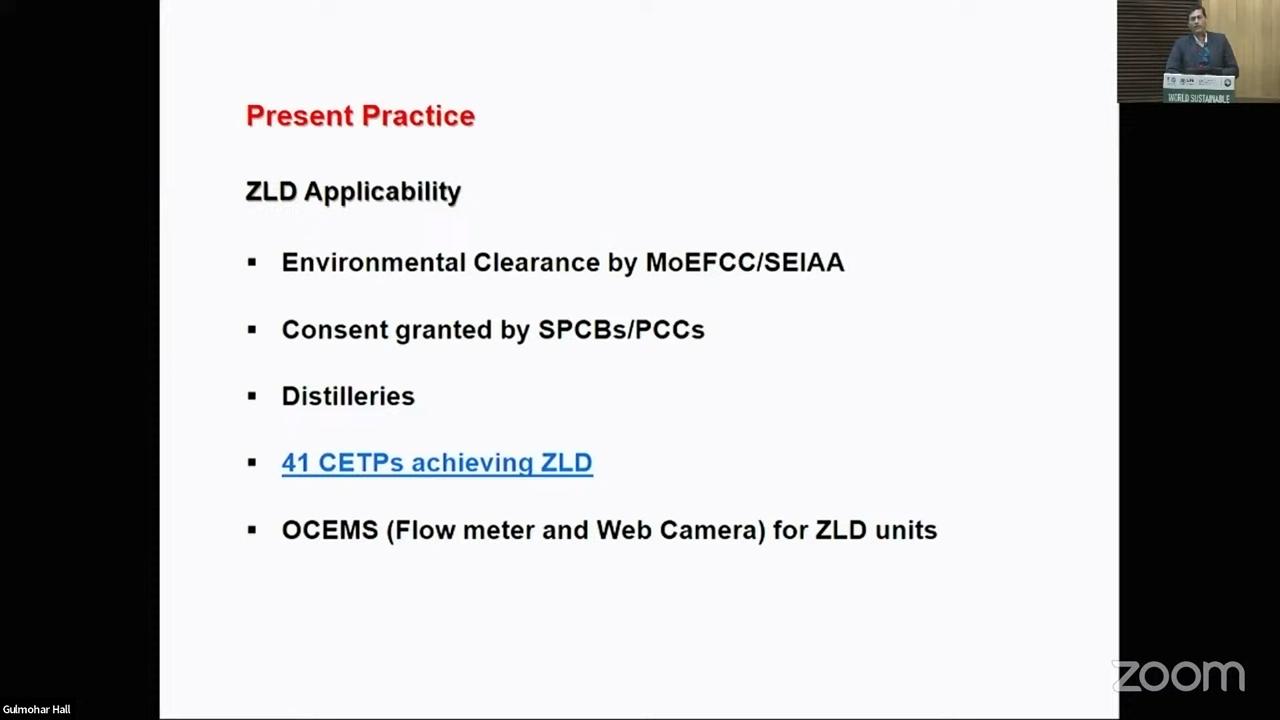 Present Practice
WORLD SUSTAINABLE
ZLD Applicability
▪ Environmental Clearance by MoEFCC/SEIAA
▪ Consent granted by SPCBs/PCCs
▪ Distilleries
▪ 41 CETPs achieving ZLD
▪ OCEMS (Flow meter and Web Camera) for ZLD units
zoom
Gulmohar Hall